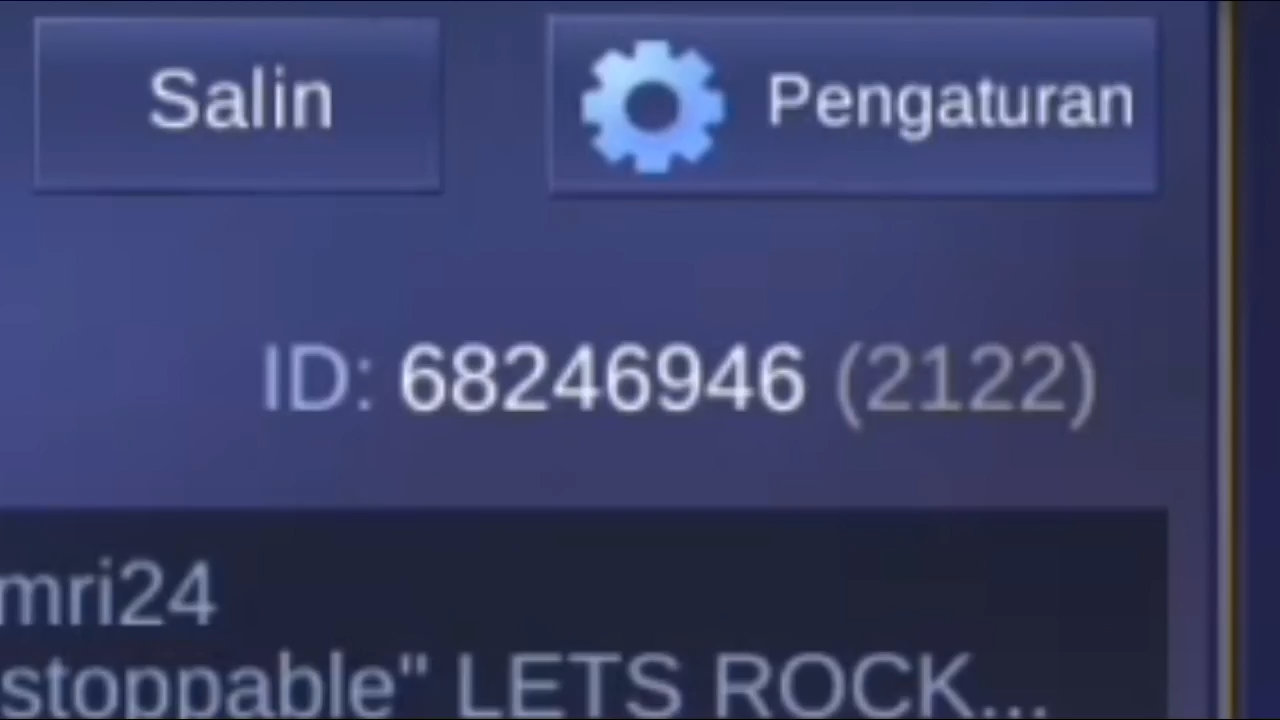 Salin Pengaturan
ID: 68246946 (2122)
mri24
stoppable" LETS ROCK...